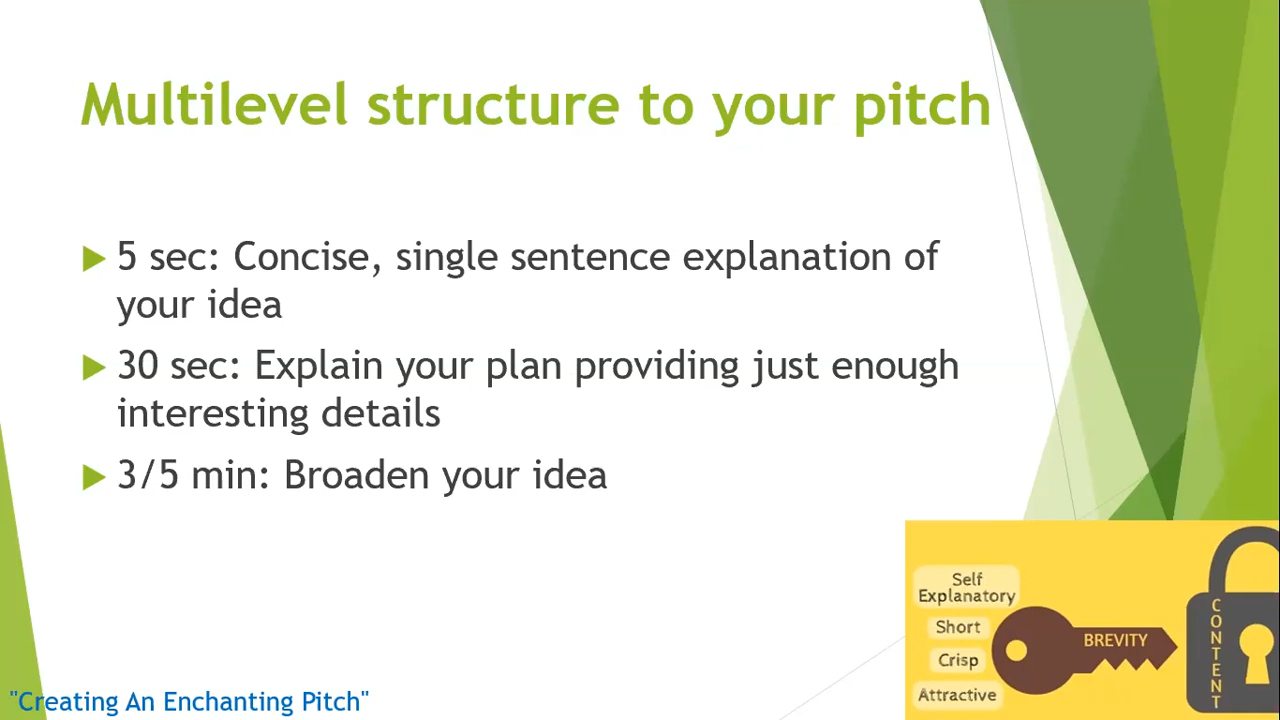 Multilevel structure to your pitch
5 sec: Concise, single sentence explanation of
your idea
30 sec: Explain your plan providing just enough
interesting details
3/5 min: Broaden your idea
Self
Explanatory
Short
Crisp
Attractive
BREVITY
CONTENT
"Creating An Enchanting Pitch"